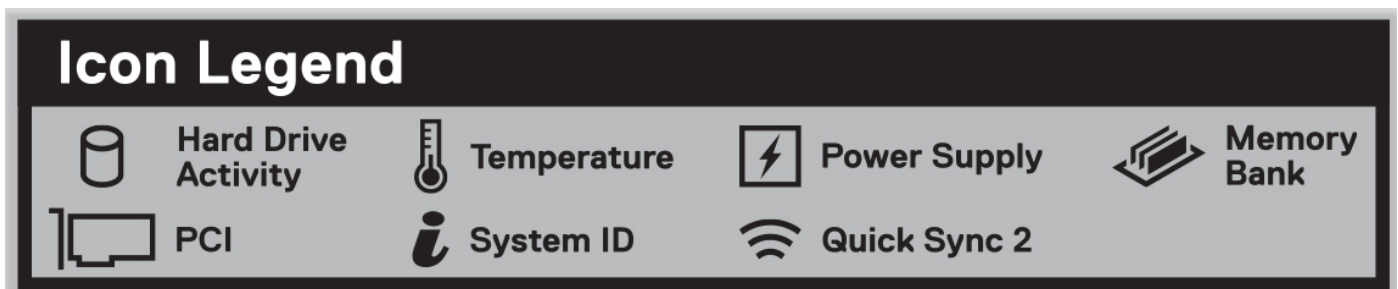 Icon Legend
Hard Drive
Activity
Temperature
Power Supply
Memory
Bank
PCI
System ID
Quick Sync 2